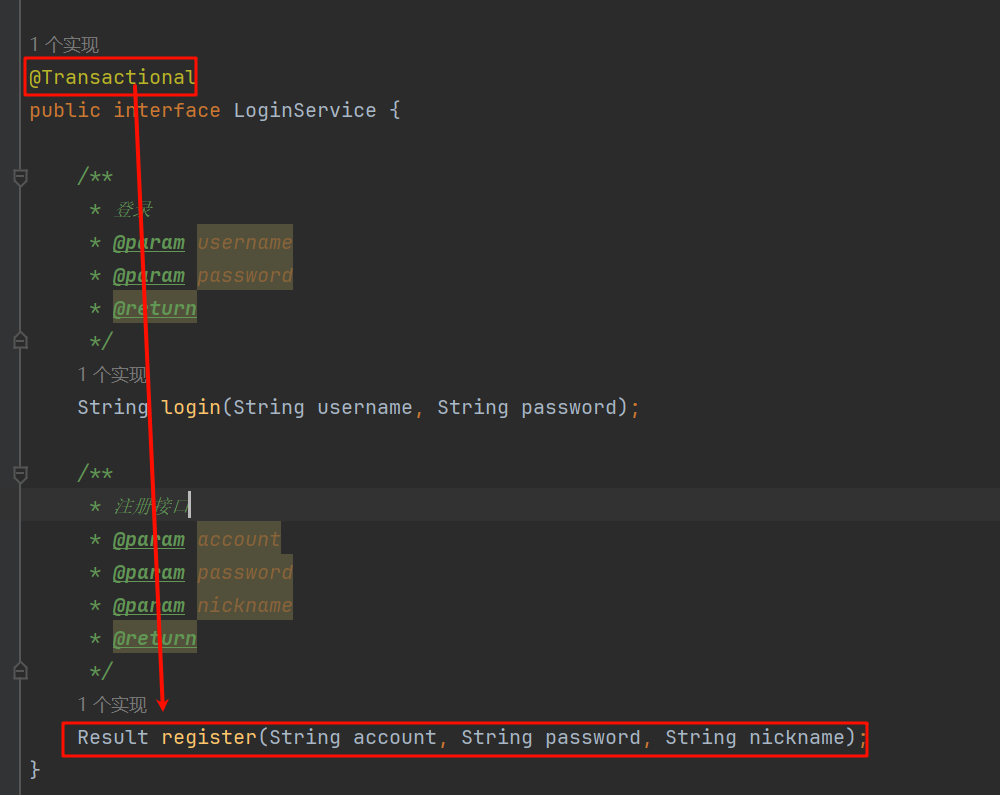 1 个实现
@Transactional
public interface LoginService {
/**
* 登录
* @param username
* @param password
* @return
*/
1 个实现
String login(String username, String password);
/**
* 注册接口
* @param account
* @param password
* @param nickname
* @return
*/
1 个实现
Result register(String account, String password, String nickname);
}